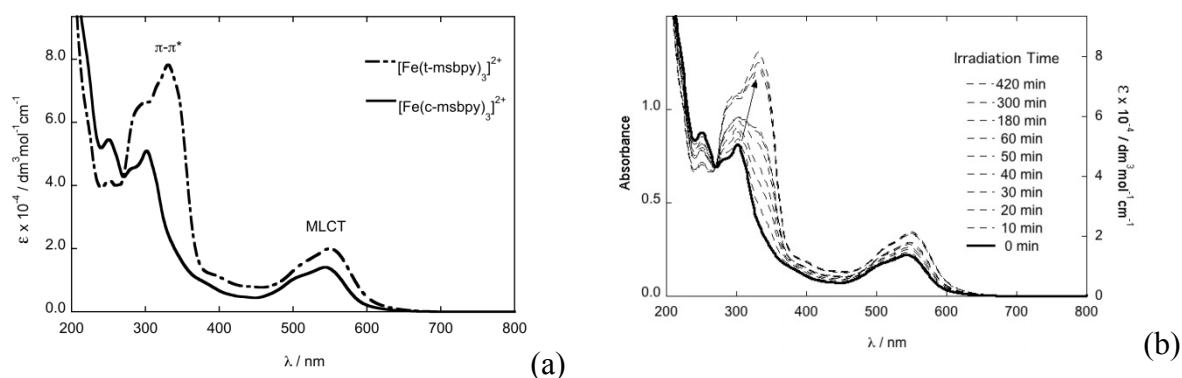 π-π*
[Fe(t-msbpy)₃]²⁺
[Fe(c-msbpy)₃]²⁺
MLCT
ε x 10⁻⁴ / dm³mol⁻¹cm⁻¹
8.0
6.0
4.0
2.0
0.0
200 300 400 500 600 700 800
λ / nm
(a)
Irradiation Time
420 min
300 min
180 min
60 min
50 min
40 min
30 min
20 min
10 min
0 min
Absorbance
1.0
0.5
0.0
ε x 10⁻⁴ / dm³mol⁻¹cm⁻¹
8
6
4
2
0
200 300 400 500 600 700 800
λ / nm
(b)